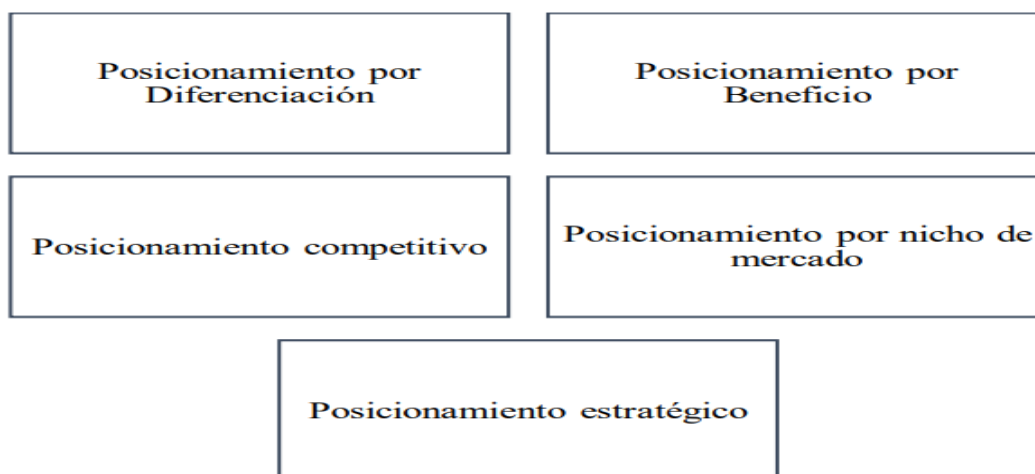 Posicionamiento por
Diferenciación
Posicionamiento por
Beneficio
Posicionamiento competitivo
Posicionamiento por nicho de
mercado
Posicionamiento estratégico